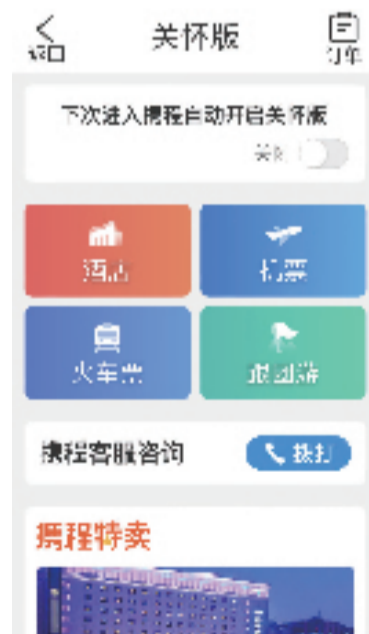 返回 关怀版 订单
下次进入携程自动开启关怀版
关闭
酒店 机票
火车票 跟团游
携程客服咨询 拨打
携程特卖